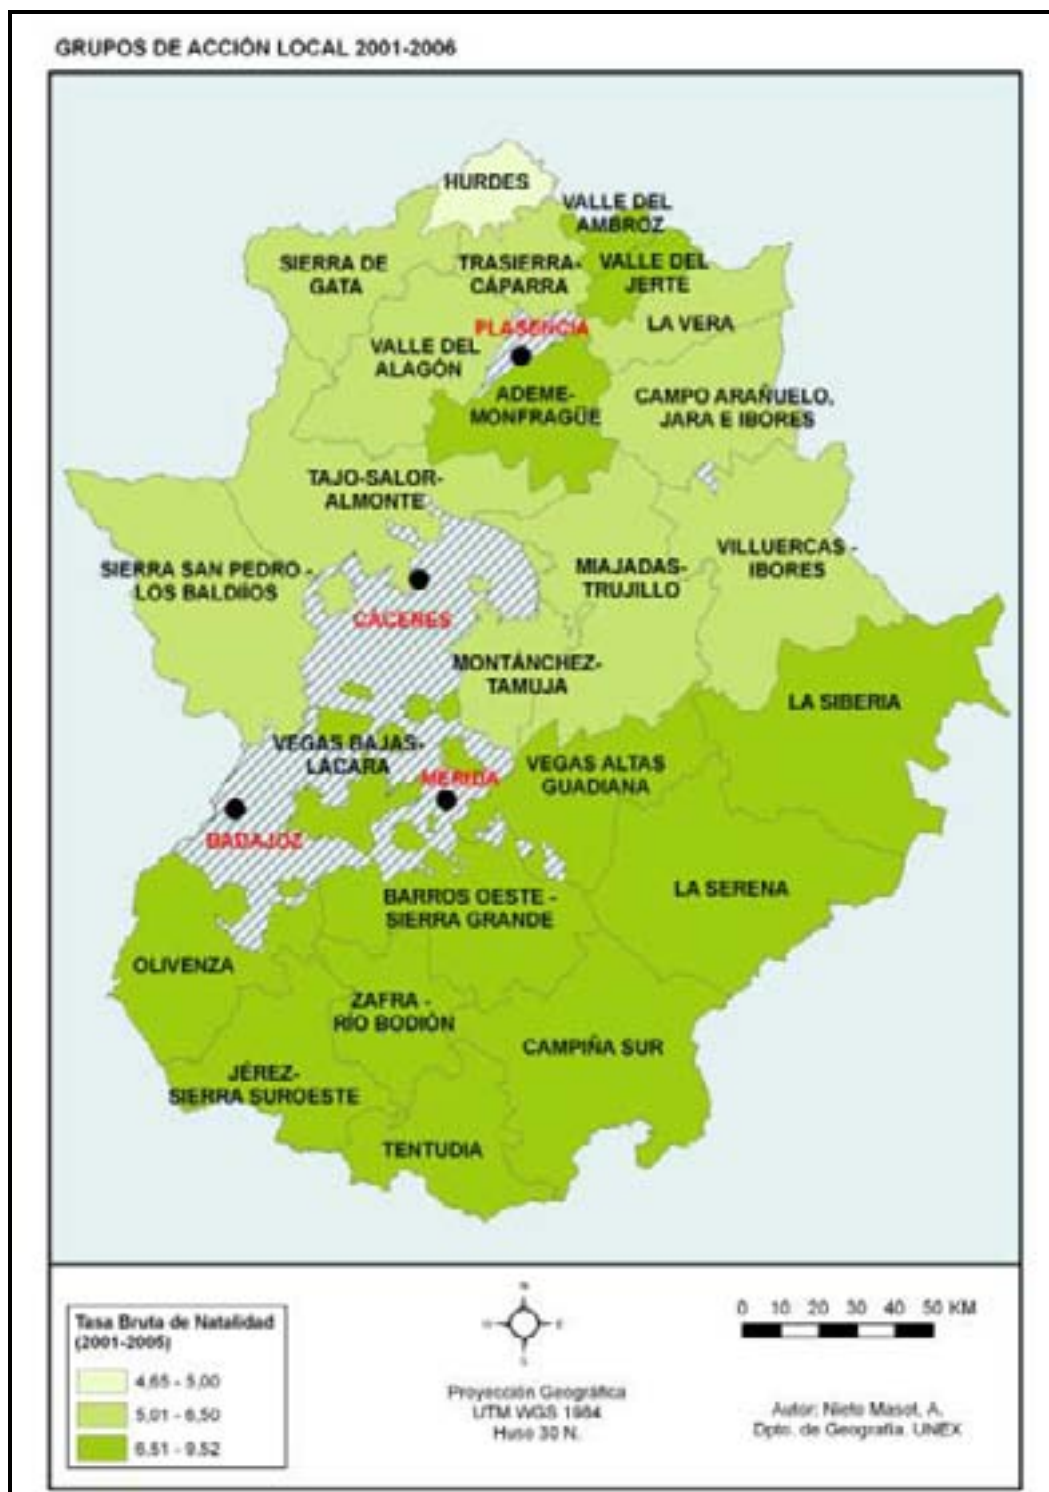 GRUPOS DE ACCIÓN LOCAL 2001-2006
HURDES
VALLE DEL
AMBROZ
SIERRA DE
GATA
TRASIERRA-
CÁPARRA
VALLE DEL
JERTE
PLASENCIA
LA VERA
VALLE DEL
ALAGÓN
ADEME-
MONFRAGÜE
CAMPO ARAÑUELO,
JARA E IBORES
TAJO-SALOR-
ALMONTE
SIERRA SAN PEDRO -
LOS BALDÍOS
MIAJADAS-
TRUJILLO
VILLUERCAS -
IBORES
CÁCERES
MONTÁNCHEZ-
TAMUJA
LA SIBERIA
VEGAS BAJAS-
LÁCARA
MÉRIDA
VEGAS ALTAS
GUADIANA
BADAJOZ
LA SERENA
BARROS OESTE -
SIERRA GRANDE
OLIVENZA
ZAFRA -
RÍO BODIÓN
CAMPIÑA SUR
JÉREZ-
SIERRA SUROESTE
TENTUDIA
Tasa Bruta de Natalidad
(2001-2005)
4,65 - 5,00
5,01 - 6,50
6,51 - 9,52
N
O
E
S
Proyección Geográfica
UTM WGS 1984
Huso 30 N.
0 10 20 30 40 50 KM
Autor: Nieto Masot, A.
Dpto. de Geografía. UNEX